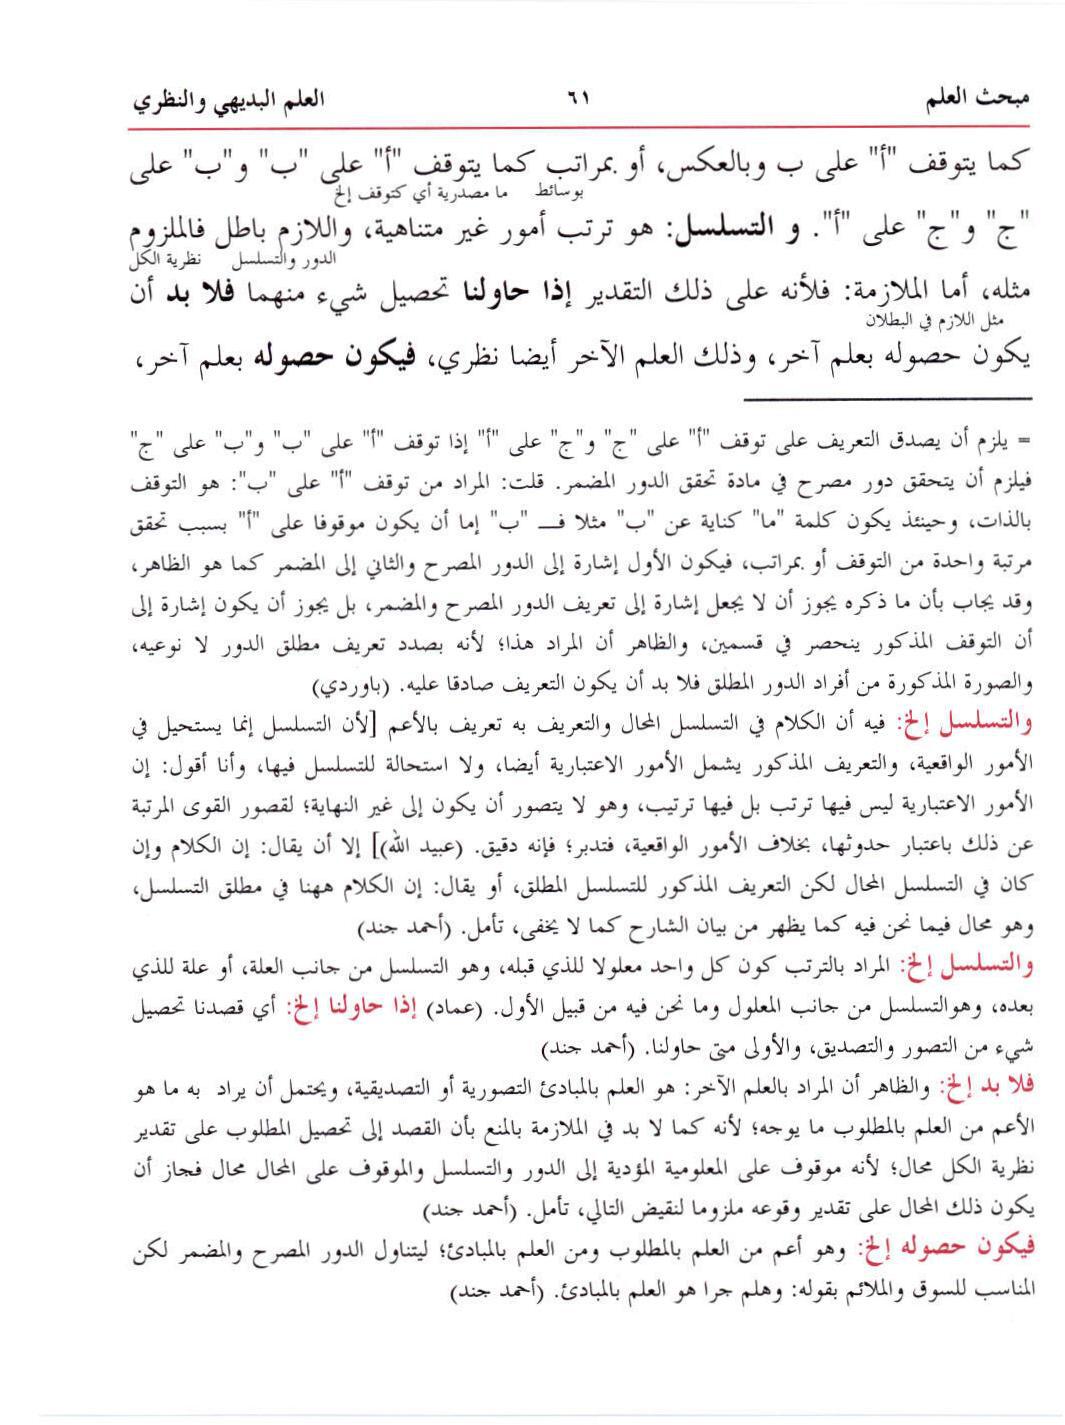 مبحث العلم ٦١ العلم البديهي والنظري
كما يتوقف "أ" على ب وبالعكس، أو بمراتب كما يتوقف "أ" على "ب" و"ب" على
بوسائط ما مصدرية أي كتوقف إلخ
"ج" و"ج" على "أ". و التسلسل: هو ترتب أمور غير متناهية، واللازم باطل فالملزوم
الدور والتسلسل نظرية الكل
مثله، أما الملازمة: فلأنه على ذلك التقدير إذا حاولنا تحصيل شيء منهما فلا بد أن
مثل اللازم في البطلان
يكون حصوله بعلم آخر، وذلك العلم الآخر أيضا نظري، فيكون حصوله بعلم آخر،
= يلزم أن يصدق التعريف على توقف "أ" على "ج" و"ج" على "أ" إذا توقف "أ" على "ب" و"ب" على "ج"
فيلزم أن يتحقق دور مصرح في مادة تحقق الدور المضمر. قلت: المراد من توقف "أ" على "ب": هو التوقف
بالذات، وحينئذ يكون كلمة "ما" كناية عن "ب" مثلا فـــ "ب" إما أن يكون موقوفا على "أ" بسبب تحقق
مرتبة واحدة من التوقف أو بمراتب، فيكون الأول إشارة إلى الدور المصرح والثاني إلى المضمر كما هو الظاهر،
وقد يجاب بأن ما ذكره يجوز أن لا يجعل إشارة إلى تعريف الدور المصرح والمضمر، بل يجوز أن يكون إشارة إلى
أن التوقف المذكور ينحصر في قسمين، والظاهر أن المراد هذا؛ لأنه بصدد تعريف مطلق الدور لا نوعيه،
والصورة المذكورة من أفراد الدور المطلق فلا بد أن يكون التعريف صادقا عليه. (باوردي)
والتسلسل إلخ: فيه أن الكلام في التسلسل المحال والتعريف به تعريف بالأعم [لأن التسلسل إنما يستحيل في
الأمور الواقعية، والتعريف المذكور يشمل الأمور الاعتبارية أيضا، ولا استحالة للتسلسل فيها، وأنا أقول: إن
الأمور الاعتبارية ليس فيها ترتب بل فيها ترتيب، وهو لا يتصور أن يكون إلى غير النهاية؛ لقصور القوى المرتبة
عن ذلك باعتبار حدوثها، بخلاف الأمور الواقعية، فتدبر؛ فإنه دقيق. (عبيد الله)] إلا أن يقال: إن الكلام وإن
كان في التسلسل المحال لكن التعريف المذكور للتسلسل المطلق، أو يقال: إن الكلام ههنا في مطلق التسلسل،
وهو محال فيما نحن فيه كما يظهر من بيان الشارح كما لا يخفى، تأمل. (أحمد جند)
والتسلسل إلخ: المراد بالترتب كون كل واحد معلولا للذي قبله، وهو التسلسل من جانب العلة، أو علة للذي
بعده، وهوالتسلسل من جانب المعلول وما نحن فيه من قبيل الأول. (عماد) إذا حاولنا إلخ: أي قصدنا تحصيل
شيء من التصور والتصديق، والأولى متى حاولنا. (أحمد جند)
فلا بد إلخ: والظاهر أن المراد بالعلم الآخر: هو العلم بالمبادئ التصورية أو التصديقية، ويحتمل أن يراد به ما هو
الأعم من العلم بالمطلوب ما يوجه؛ لأنه كما لا بد في الملازمة بالمنع بأن القصد إلى تحصيل المطلوب على تقدير
نظرية الكل محال؛ لأنه موقوف على المعلومية المؤدية إلى الدور والتسلسل والموقوف على المحال محال فجاز أن
يكون ذلك المحال على تقدير وقوعه ملزوما لنقيض التالي، تأمل. (أحمد جند)
فيكون حصوله إلخ: وهو أعم من العلم بالمطلوب ومن العلم بالمبادئ؛ ليتناول الدور المصرح والمضمر لكن
المناسب للسوق والملائم بقوله: وهلم جرا هو العلم بالمبادئ. (أحمد جند)